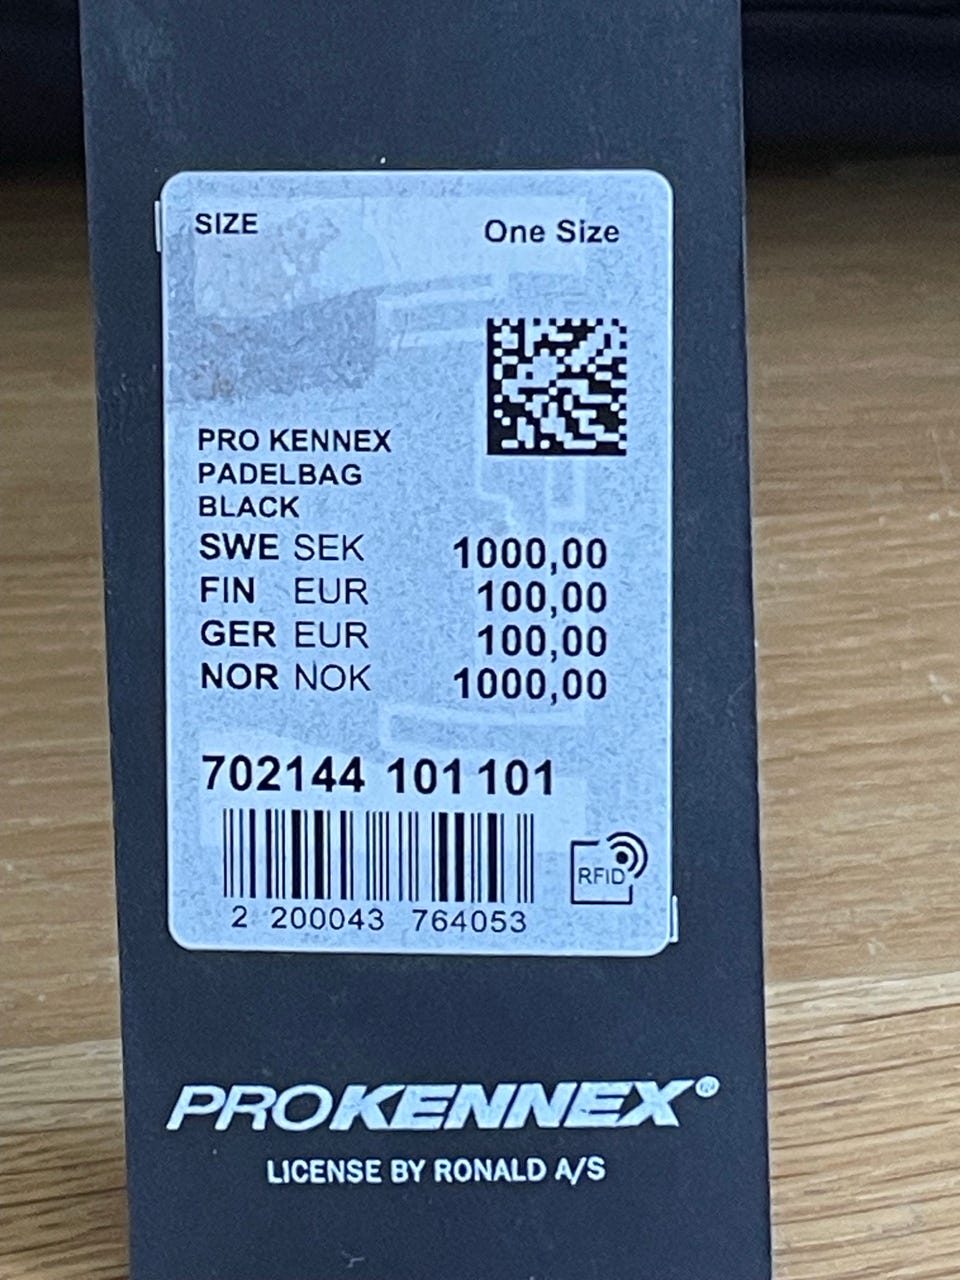 SIZE One Size
PRO KENNEX
PADELBAG
BLACK
SWE SEK 1000,00
FIN EUR 100,00
GER EUR 100,00
NOR NOK 1000,00
702144 101 101
RFID
2 200043 764053
PROKENNEX®
LICENSE BY RONALD A/S